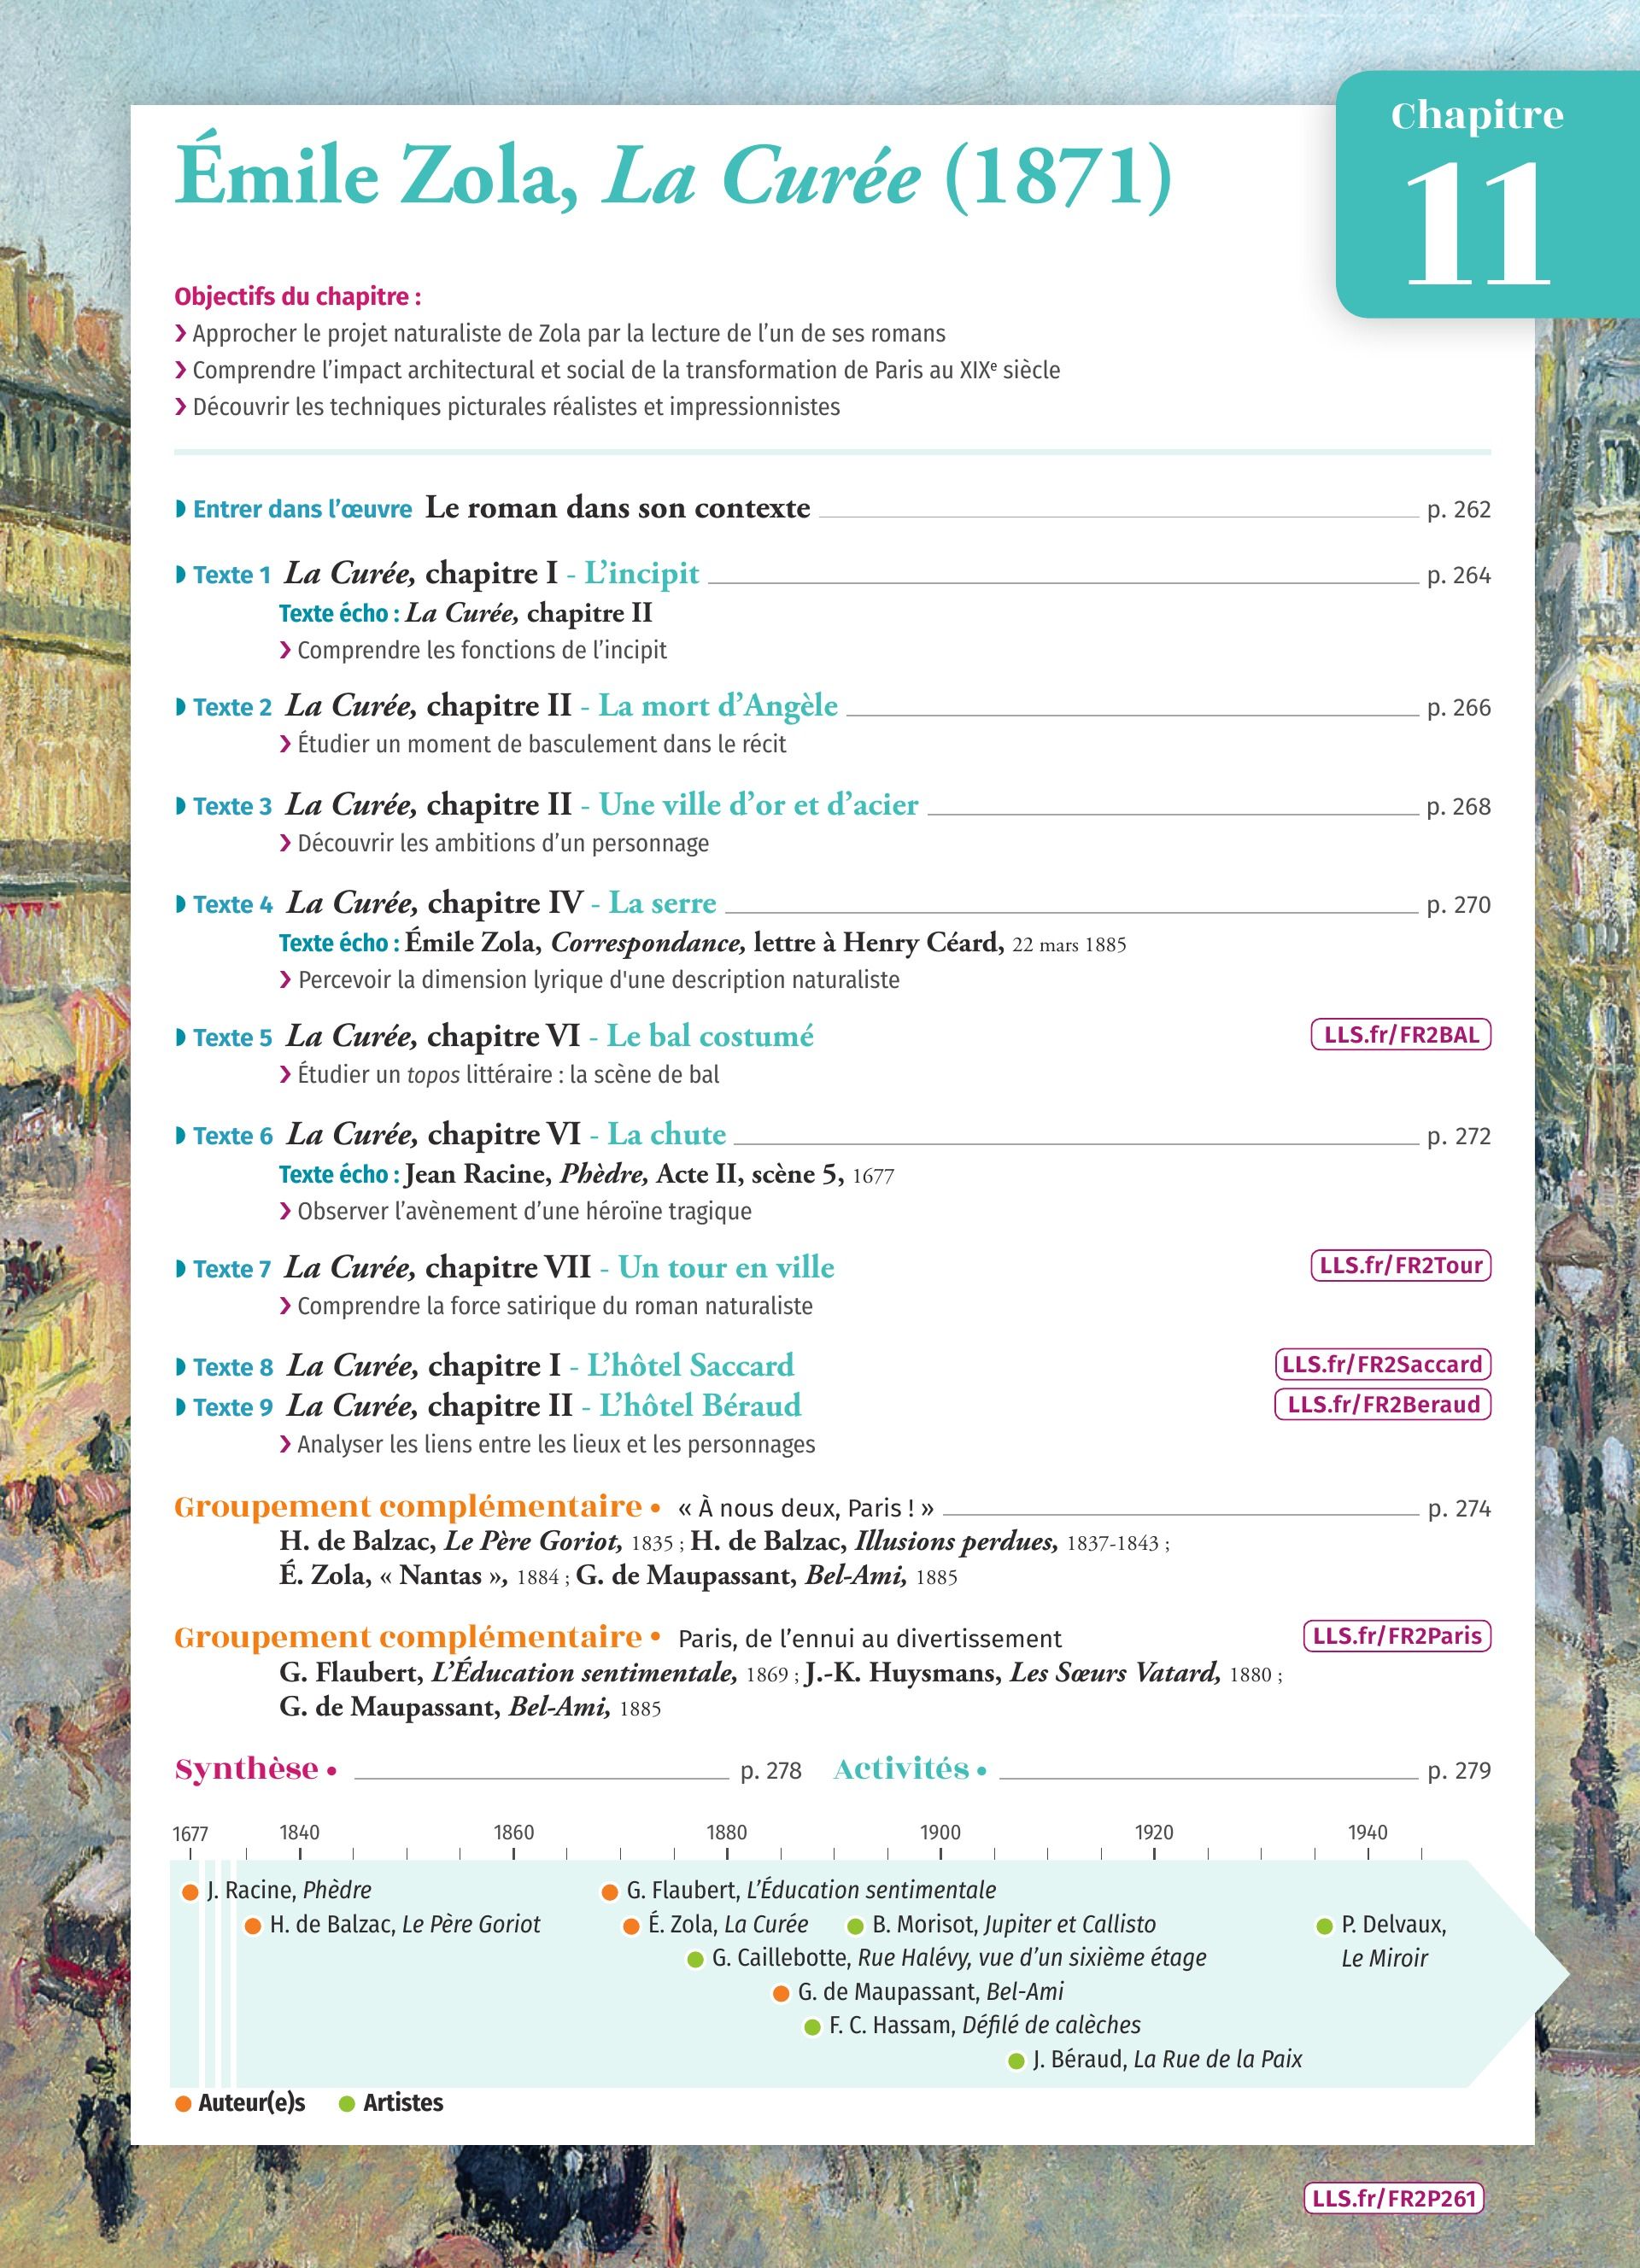 Chapitre
11
Émile Zola, La Curée (1871)
Objectifs du chapitre :
❯ Approcher le projet naturaliste de Zola par la lecture de l’un de ses romans
❯ Comprendre l’impact architectural et social de la transformation de Paris au XIXe siècle
❯ Découvrir les techniques picturales réalistes et impressionnistes
Entrer dans l’œuvre Le roman dans son contexte p. 262
Texte 1 La Curée, chapitre I - L’incipit p. 264
Texte écho : La Curée, chapitre II
❯ Comprendre les fonctions de l’incipit
Texte 2 La Curée, chapitre II - La mort d’Angèle p. 266
❯ Étudier un moment de basculement dans le récit
Texte 3 La Curée, chapitre II - Une ville d’or et d’acier p. 268
❯ Découvrir les ambitions d’un personnage
Texte 4 La Curée, chapitre IV - La serre p. 270
Texte écho : Émile Zola, Correspondance, lettre à Henry Céard, 22 mars 1885
❯ Percevoir la dimension lyrique d'une description naturaliste
Texte 5 La Curée, chapitre VI - Le bal costumé LLS.fr/FR2BAL
❯ Étudier un topos littéraire : la scène de bal
Texte 6 La Curée, chapitre VI - La chute p. 272
Texte écho : Jean Racine, Phèdre, Acte II, scène 5, 1677
❯ Observer l’avènement d’une héroïne tragique
Texte 7 La Curée, chapitre VII - Un tour en ville LLS.fr/FR2Tour
❯ Comprendre la force satirique du roman naturaliste
Texte 8 La Curée, chapitre I - L’hôtel Saccard LLS.fr/FR2Saccard
Texte 9 La Curée, chapitre II - L’hôtel Béraud LLS.fr/FR2Beraud
❯ Analyser les liens entre les lieux et les personnages
Groupement complémentaire • « À nous deux, Paris ! » p. 274
H. de Balzac, Le Père Goriot, 1835 ; H. de Balzac, Illusions perdues, 1837-1843 ;
É. Zola, « Nantas », 1884 ; G. de Maupassant, Bel-Ami, 1885
Groupement complémentaire • Paris, de l’ennui au divertissement LLS.fr/FR2Paris
G. Flaubert, L’Éducation sentimentale, 1869 ; J.-K. Huysmans, Les Sœurs Vatard, 1880 ;
G. de Maupassant, Bel-Ami, 1885
Synthèse • p. 278 Activités • p. 279
1677 1840 1860 1880 1900 1920 1940
J. Racine, Phèdre G. Flaubert, L’Éducation sentimentale
H. de Balzac, Le Père Goriot É. Zola, La Curée B. Morisot, Jupiter et Callisto P. Delvaux,
G. Caillebotte, Rue Halévy, vue d’un sixième étage Le Miroir
G. de Maupassant, Bel-Ami
F. C. Hassam, Défilé de calèches
J. Béraud, La Rue de la Paix
Auteur(e)s Artistes
LLS.fr/FR2P261